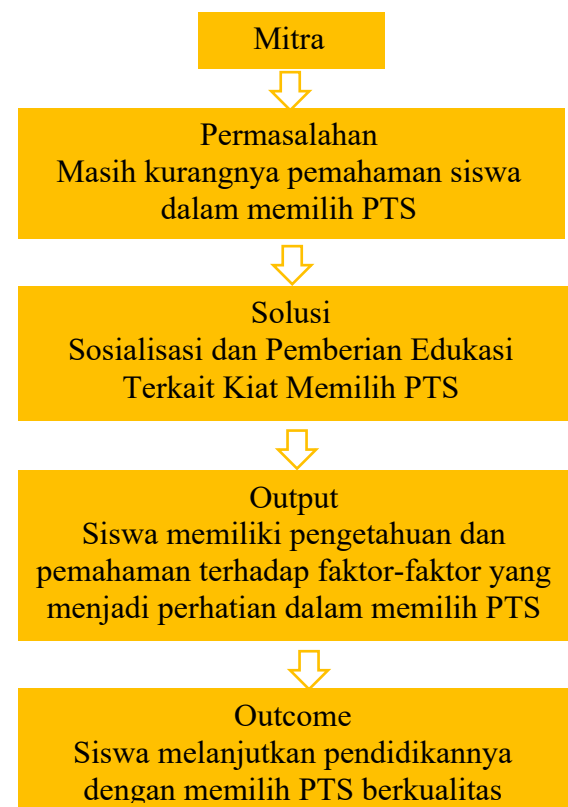 Mitra
Permasalahan
Masih kurangnya pemahaman siswa
dalam memilih PTS
Solusi
Sosialisasi dan Pemberian Edukasi
Terkait Kiat Memilih PTS
Output
Siswa memiliki pengetahuan dan
pemahaman terhadap faktor-faktor yang
menjadi perhatian dalam memilih PTS
Outcome
Siswa melanjutkan pendidikannya
dengan memilih PTS berkualitas